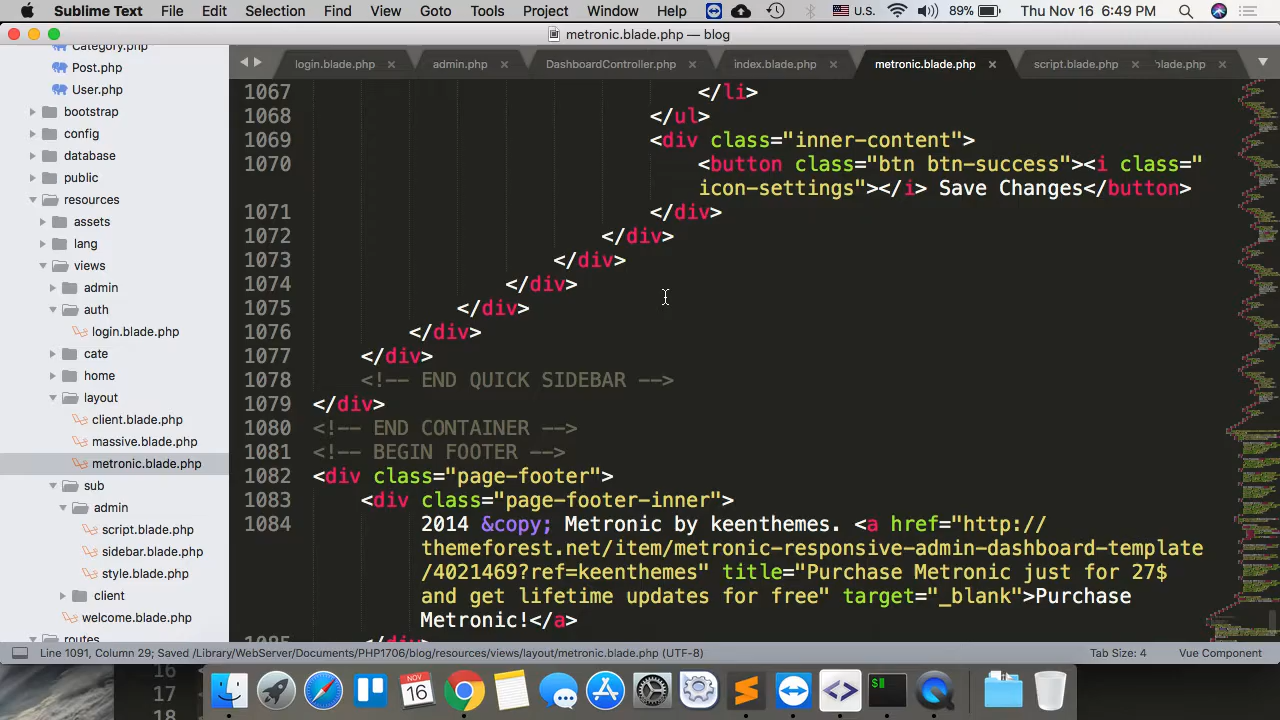 Sublime Text File Edit Selection Find View Goto Tools Project Window Help U.S. 89% Thu Nov 16 6:49 PM
metronic.blade.php — blog
login.blade.php admin.php DashboardController.php index.blade.php metronic.blade.php script.blade.php blade.php
Category.php
Post.php
User.php
bootstrap
config
database
public
resources
assets
lang
views
admin
auth
login.blade.php
cate
home
layout
client.blade.php
massive.blade.php
metronic.blade.php
sub
admin
script.blade.php
sidebar.blade.php
style.blade.php
client
welcome.blade.php
routes
1067 </li>
1068 </ul>
1069 <div class="inner-content">
1070 <button class="btn btn-success"><i class="
icon-settings"></i> Save Changes</button>
1071 </div>
1072 </div>
1073 </div>
1074 </div>
1075 </div>
1076 </div>
1077 </div>
1078 <!-- END QUICK SIDEBAR -->
1079 </div>
1080 <!-- END CONTAINER -->
1081 <!-- BEGIN FOOTER -->
1082 <div class="page-footer">
1083 <div class="page-footer-inner">
1084 2014 &copy; Metronic by keenthemes. <a href="http://
themeforest.net/item/metronic-responsive-admin-dashboard-template
/4021469?ref=keenthemes" title="Purchase Metronic just for 27$
and get lifetime updates for free" target="_blank">Purchase
Metronic!</a>
1085 </div>
Line 1091, Column 29; Saved /Library/WebServer/Documents/PHP1706/blog/resources/views/layout/metronic.blade.php (UTF-8) Tab Size: 4 Vue Component
16
17
18
NOV
16